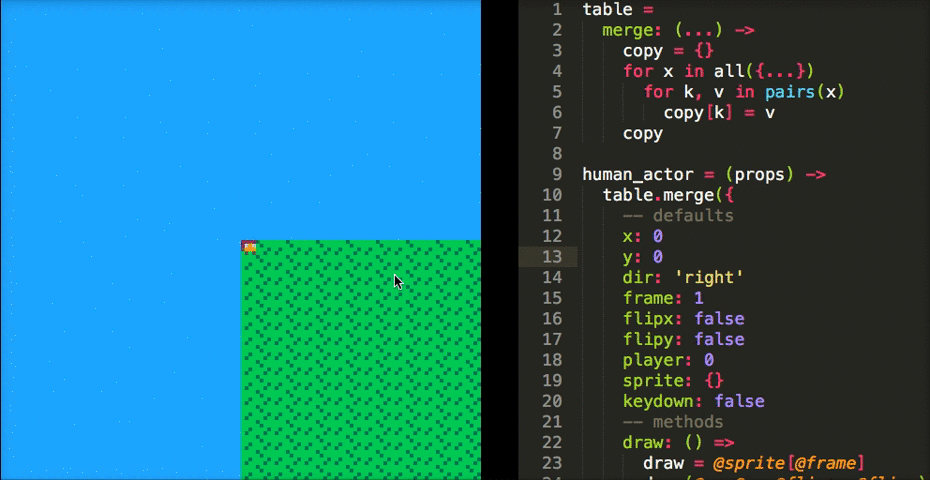 1 table =
2 merge: (...) ->
3 copy = {}
4 for x in all({...})
5 for k, v in pairs(x)
6 copy[k] = v
7 copy
8
9 human_actor = (props) ->
10 table.merge({
11 -- defaults
12 x: 0
13 y: 0
14 dir: 'right'
15 frame: 1
16 flipx: false
17 flipy: false
18 player: 0
19 sprite: {}
20 keydown: false
21 -- methods
22 draw: () =>
23 draw = @sprite[@frame]